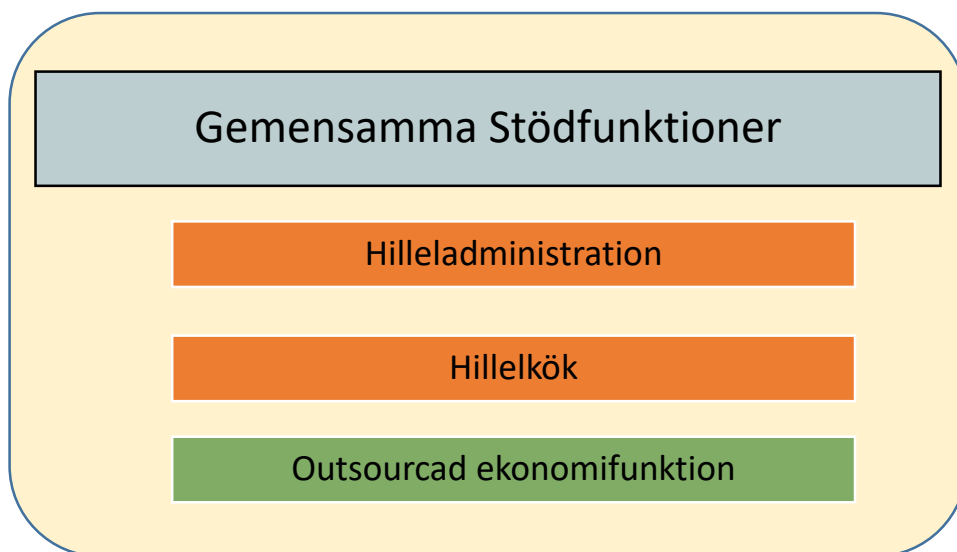 Gemensamma Stödfunktioner
Hilleladministration
Hillelkök
Outsourcad ekonomifunktion